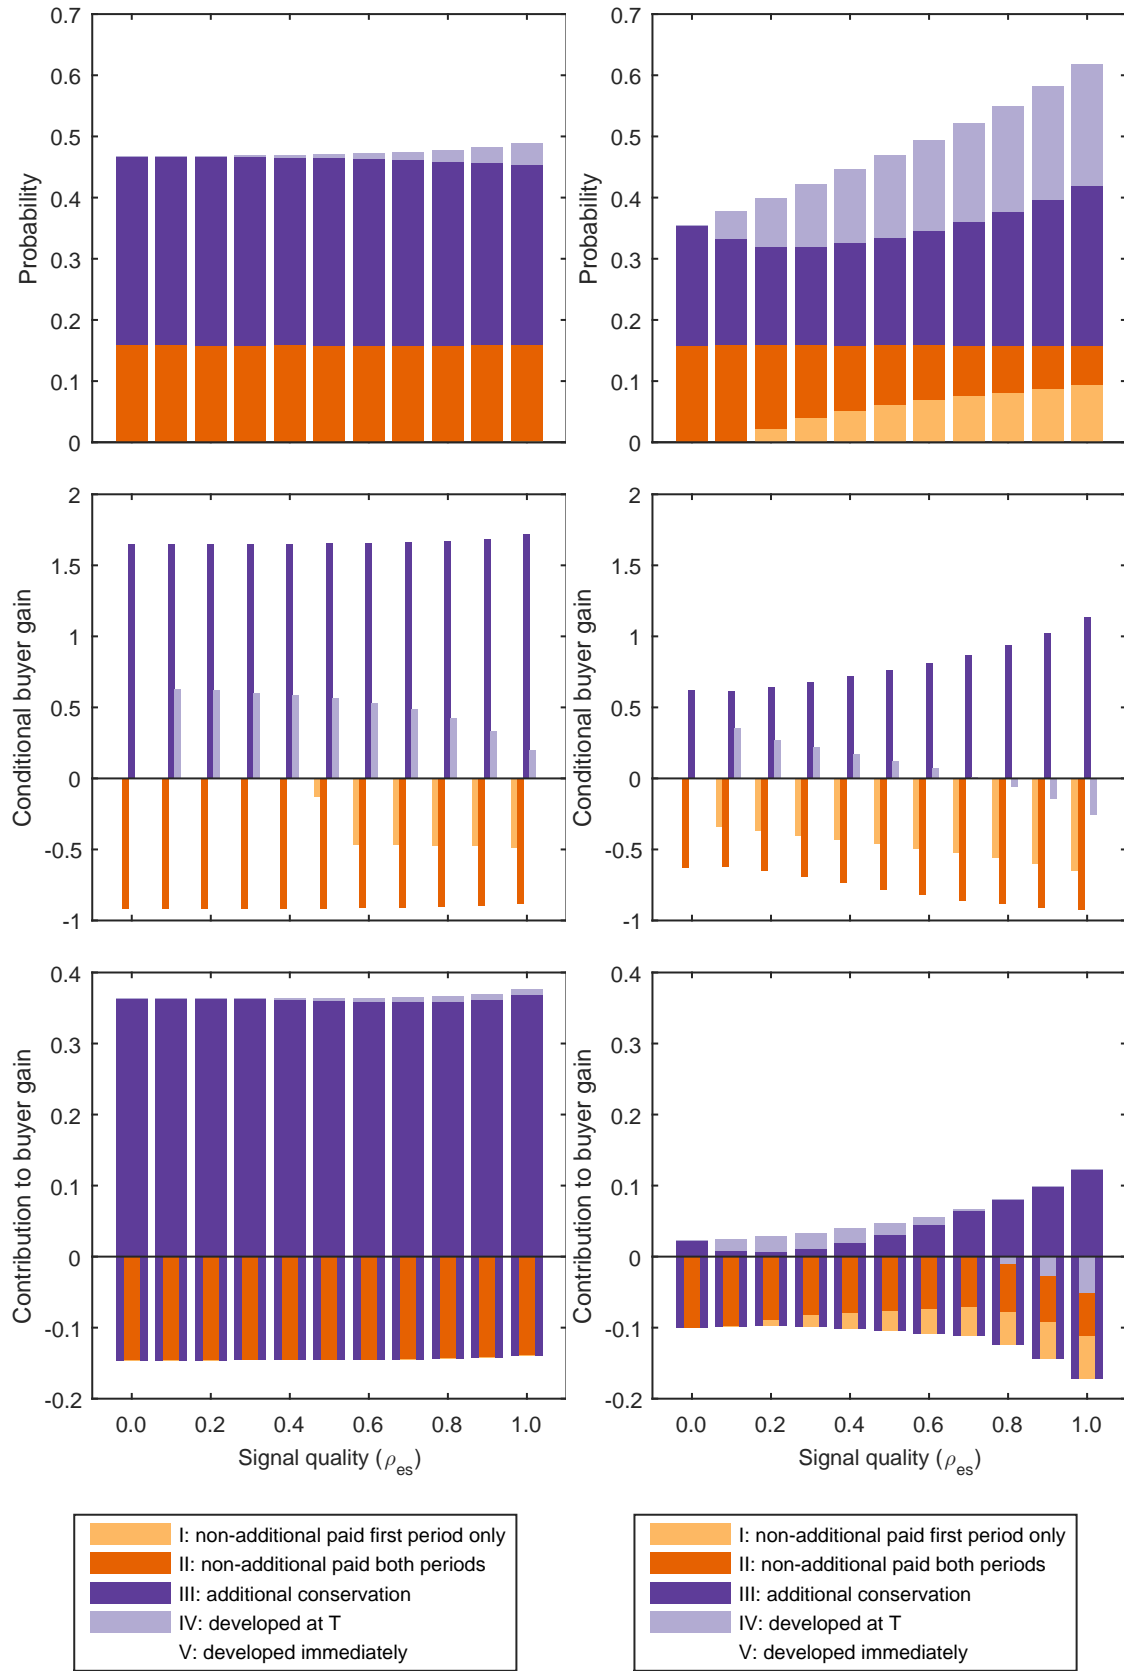 0.7
0.6
0.5
0.4
0.3
0.2
0.1
0
Probability
0.7
0.6
0.5
0.4
0.3
0.2
0.1
0
Probability
2
1.5
1
0.5
0
-0.5
-1
Conditional buyer gain
2
1.5
1
0.5
0
-0.5
-1
Conditional buyer gain
0.4
0.3
0.2
0.1
0
-0.1
-0.2
Contribution to buyer gain
0.0 0.2 0.4 0.6 0.8 1.0
Signal quality (ρes)
0.4
0.3
0.2
0.1
0
-0.1
-0.2
Contribution to buyer gain
0.0 0.2 0.4 0.6 0.8 1.0
Signal quality (ρes)
I: non-additional paid first period only
II: non-additional paid both periods
III: additional conservation
IV: developed at T
V: developed immediately
I: non-additional paid first period only
II: non-additional paid both periods
III: additional conservation
IV: developed at T
V: developed immediately